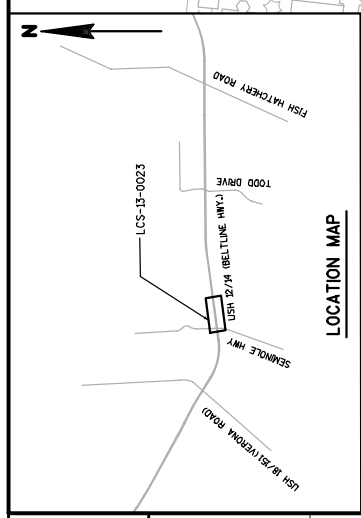 N
FISH HATCHERY ROAD
LCS-13-0023
TODD DRIVE
USH 12/14 (BELTLINE HWY.)
SEMINOLE HWY
USH 18/151 (VERONA ROAD)
LOCATION MAP